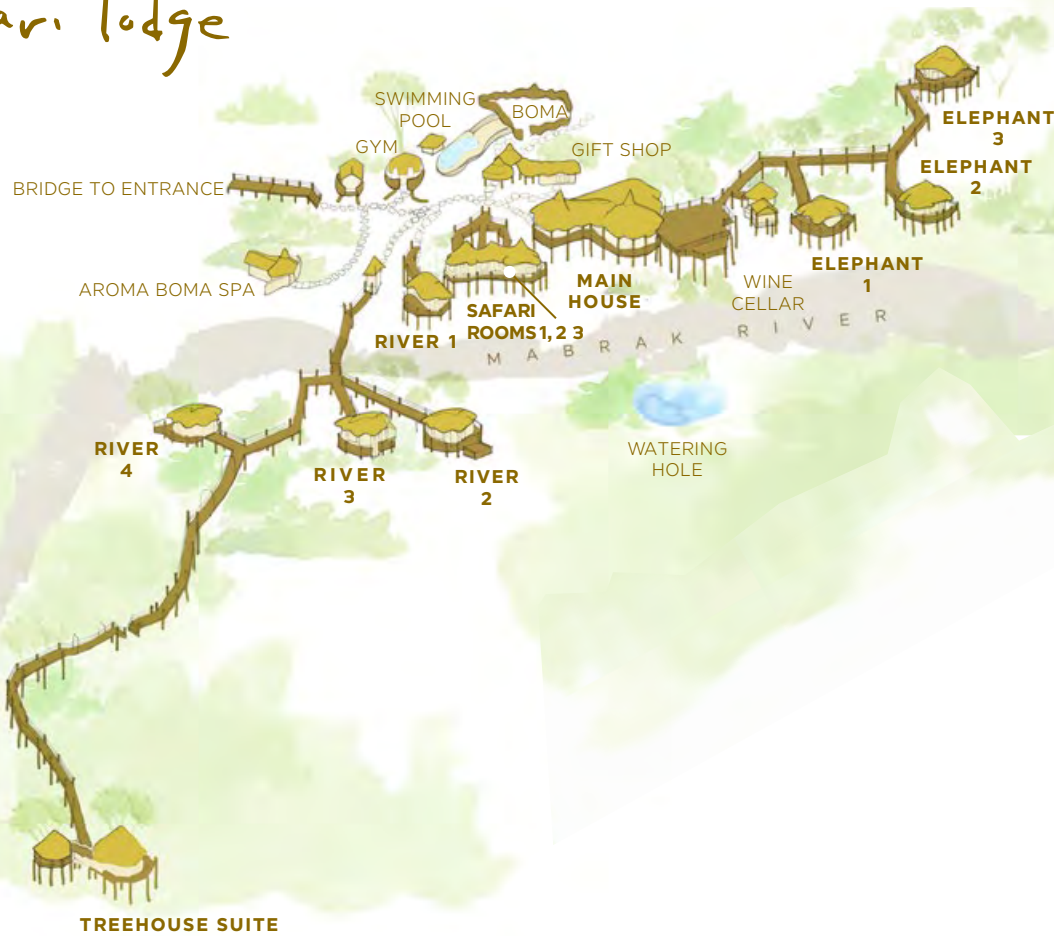 lodge
SWIMMING
POOL
BOMA
GYM
GIFT SHOP
BRIDGE TO ENTRANCE
ELEPHANT
3
ELEPHANT
2
AROMA BOMA SPA
ELEPHANT
1
MAIN
HOUSE
WINE
CELLAR
SAFARI
ROOMS 1, 2 3
RIVER 1
MABRAK RIVER
RIVER
4
RIVER
3
RIVER
2
WATERING
HOLE
TREEHOUSE SUITE